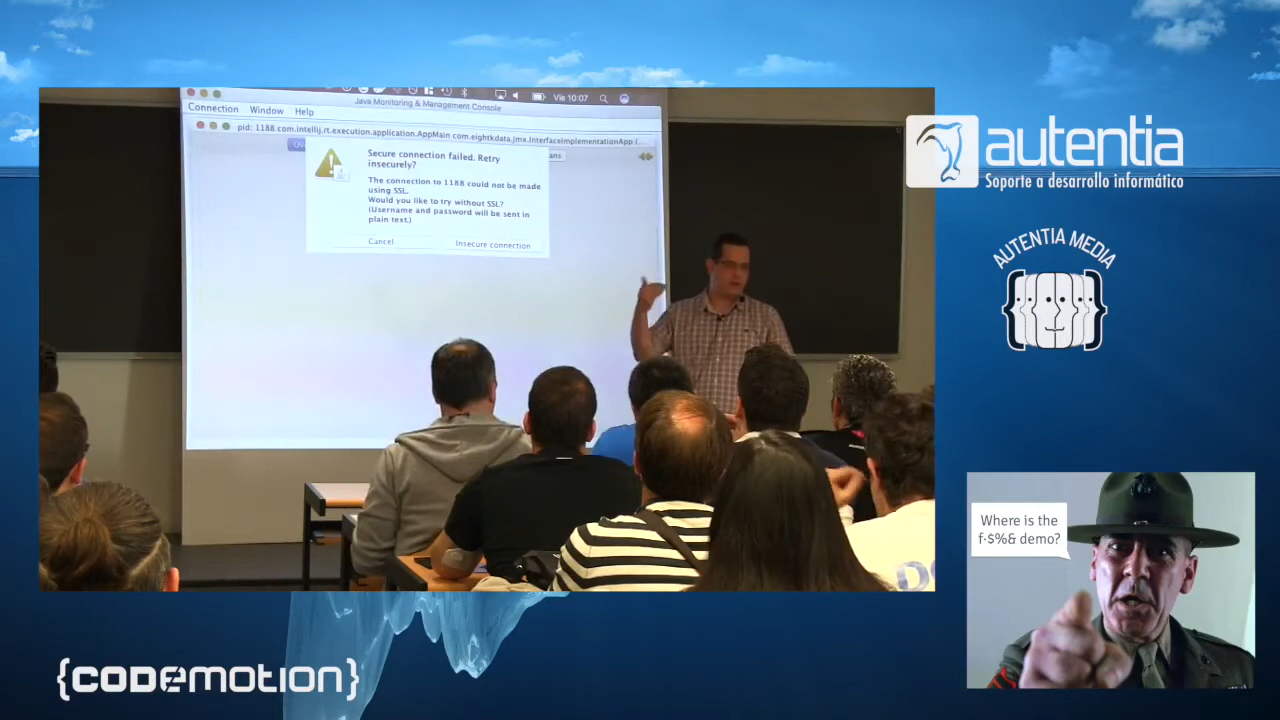 Vie 10:07
Java Monitoring & Management Console
Connection Window Help
pid: 1188 com.intellij.rt.execution.application.AppMain com.eightkdata.jmx.InterfaceImplementationApp (...
Secure connection failed. Retry
insecurely?
The connection to 1188 could not be made
using SSL.
Would you like to try without SSL?
(Username and password will be sent in
plain text.)
Cancel
Insecure connection
autentia
Soporte a desarrollo informático
AUTENTIA MEDIA
Where is the
f-$%& demo?
{CODEMOTION}